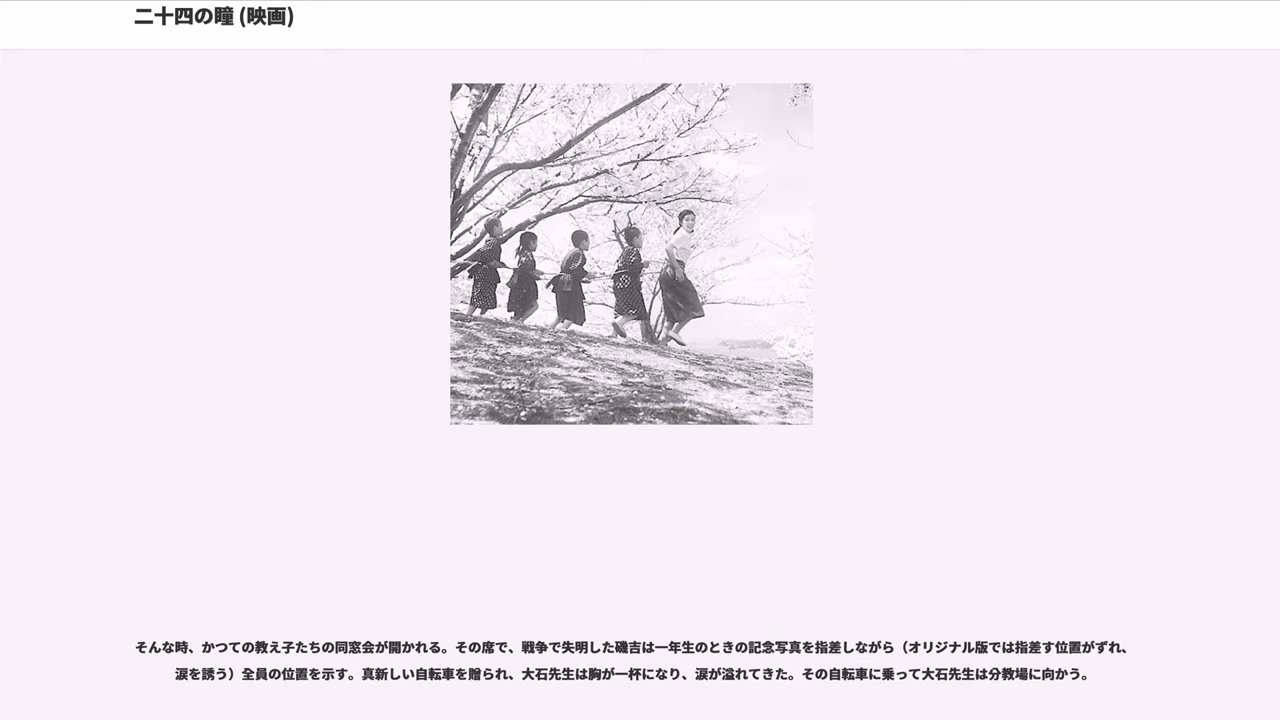 二十四の瞳 (映画)
そんな時、かつての教え子たちの同窓会が開かれる。その席で、戦争で失明した磯吉は一年生のときの記念写真を指差しながら（オリジナル版では指差す位置がずれ、
涙を誘う）全員の位置を示す。真新しい自転車を贈られ、大石先生は胸が一杯になり、涙が溢れてきた。その自転車に乗って大石先生は分教場に向かう。